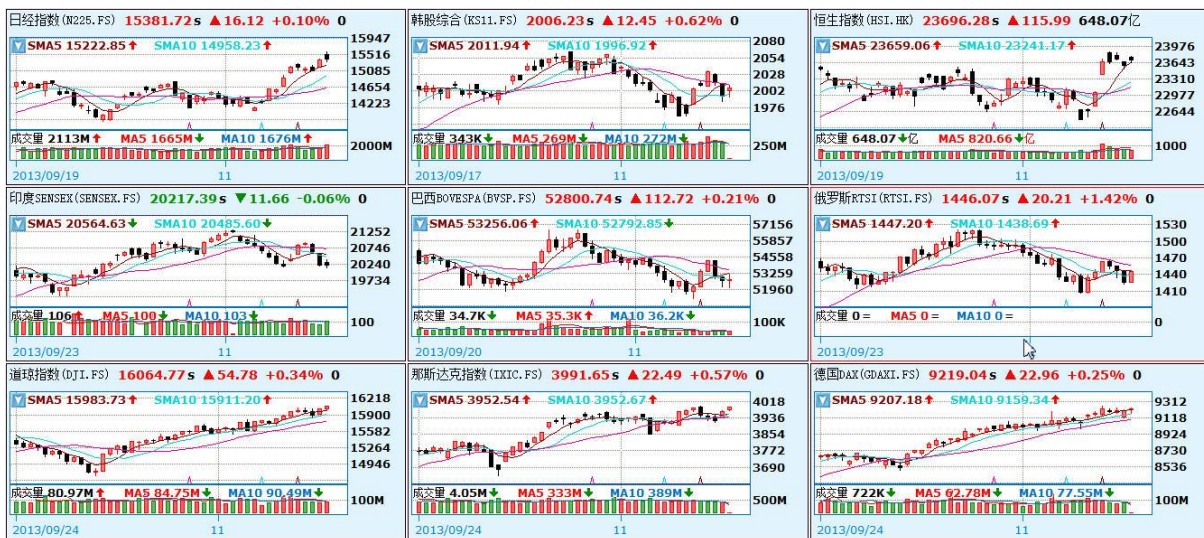 日经指数(N225.FS) 15381.72s ▲16.12 +0.10% 0
SMA5 15222.85↑ SMA10 14958.23↑
15947
15516
15085
14654
14223
成交量 2113M↑ MA5 1665M↓ MA10 1676M↑
2000M
2013/09/19 11
韩股综合(KS11.FS) 2006.23s ▲12.45 +0.62% 0
SMA5 2011.94↑ SMA10 1996.92↑
2080
2054
2028
2002
1976
成交量 343K↓ MA5 269M↓ MA10 272M↓
250M
2013/09/17 11
恒生指数(HSI.HK) 23696.28s ▲115.99 648.07亿
SMA5 23659.06↑ SMA10 23241.17↑
23976
23643
23310
22977
22644
成交量 648.07↓亿 MA5 820.66↓亿
1000
2013/09/19 11
印度SENSEX(SENSEX.FS) 20217.39s ▼11.66 -0.06% 0
SMA5 20564.63↓ SMA10 20485.60↓
21252
20746
20240
19734
成交量 106↑ MA5 100↓ MA10 103↓
100
2013/09/23 11
巴西BOVESPA(BVSP.FS) 52800.74s ▲112.72 +0.21% 0
SMA5 53256.06↑ SMA10 52792.85↓
57156
55857
54558
53259
51960
成交量 34.7K↓ MA5 35.3K↑ MA10 36.2K↓
100K
2013/09/20 11
俄罗斯RTSI(RTSI.FS) 1446.07s ▲20.21 +1.42% 0
SMA5 1447.20↑ SMA10 1438.69↑
1530
1500
1470
1440
1410
成交量 0= MA5 0= MA10 0=
0
2013/09/23 11
道琼指数(DJI.FS) 16064.77s ▲54.78 +0.34% 0
SMA5 15983.73↑ SMA10 15911.20↑
16218
15900
15582
15264
14946
成交量 80.97M↑ MA5 84.75M↓ MA10 90.49M↓
100M
2013/09/24 11
那斯达克指数(IXIC.FS) 3991.65s ▲22.49 +0.57% 0
SMA5 3952.54↑ SMA10 3952.67↑
4018
3936
3854
3772
3690
成交量 4.05M↓ MA5 333M↓ MA10 389M↓
500M
2013/09/24 11
德国DAX(GDAXI.FS) 9219.04s ▲22.96 +0.25% 0
SMA5 9207.18↑ SMA10 9159.34↑
9312
9118
8924
8730
8536
成交量 722K↓ MA5 62.78M↓ MA10 77.55M↓
100M
2013/09/24 11